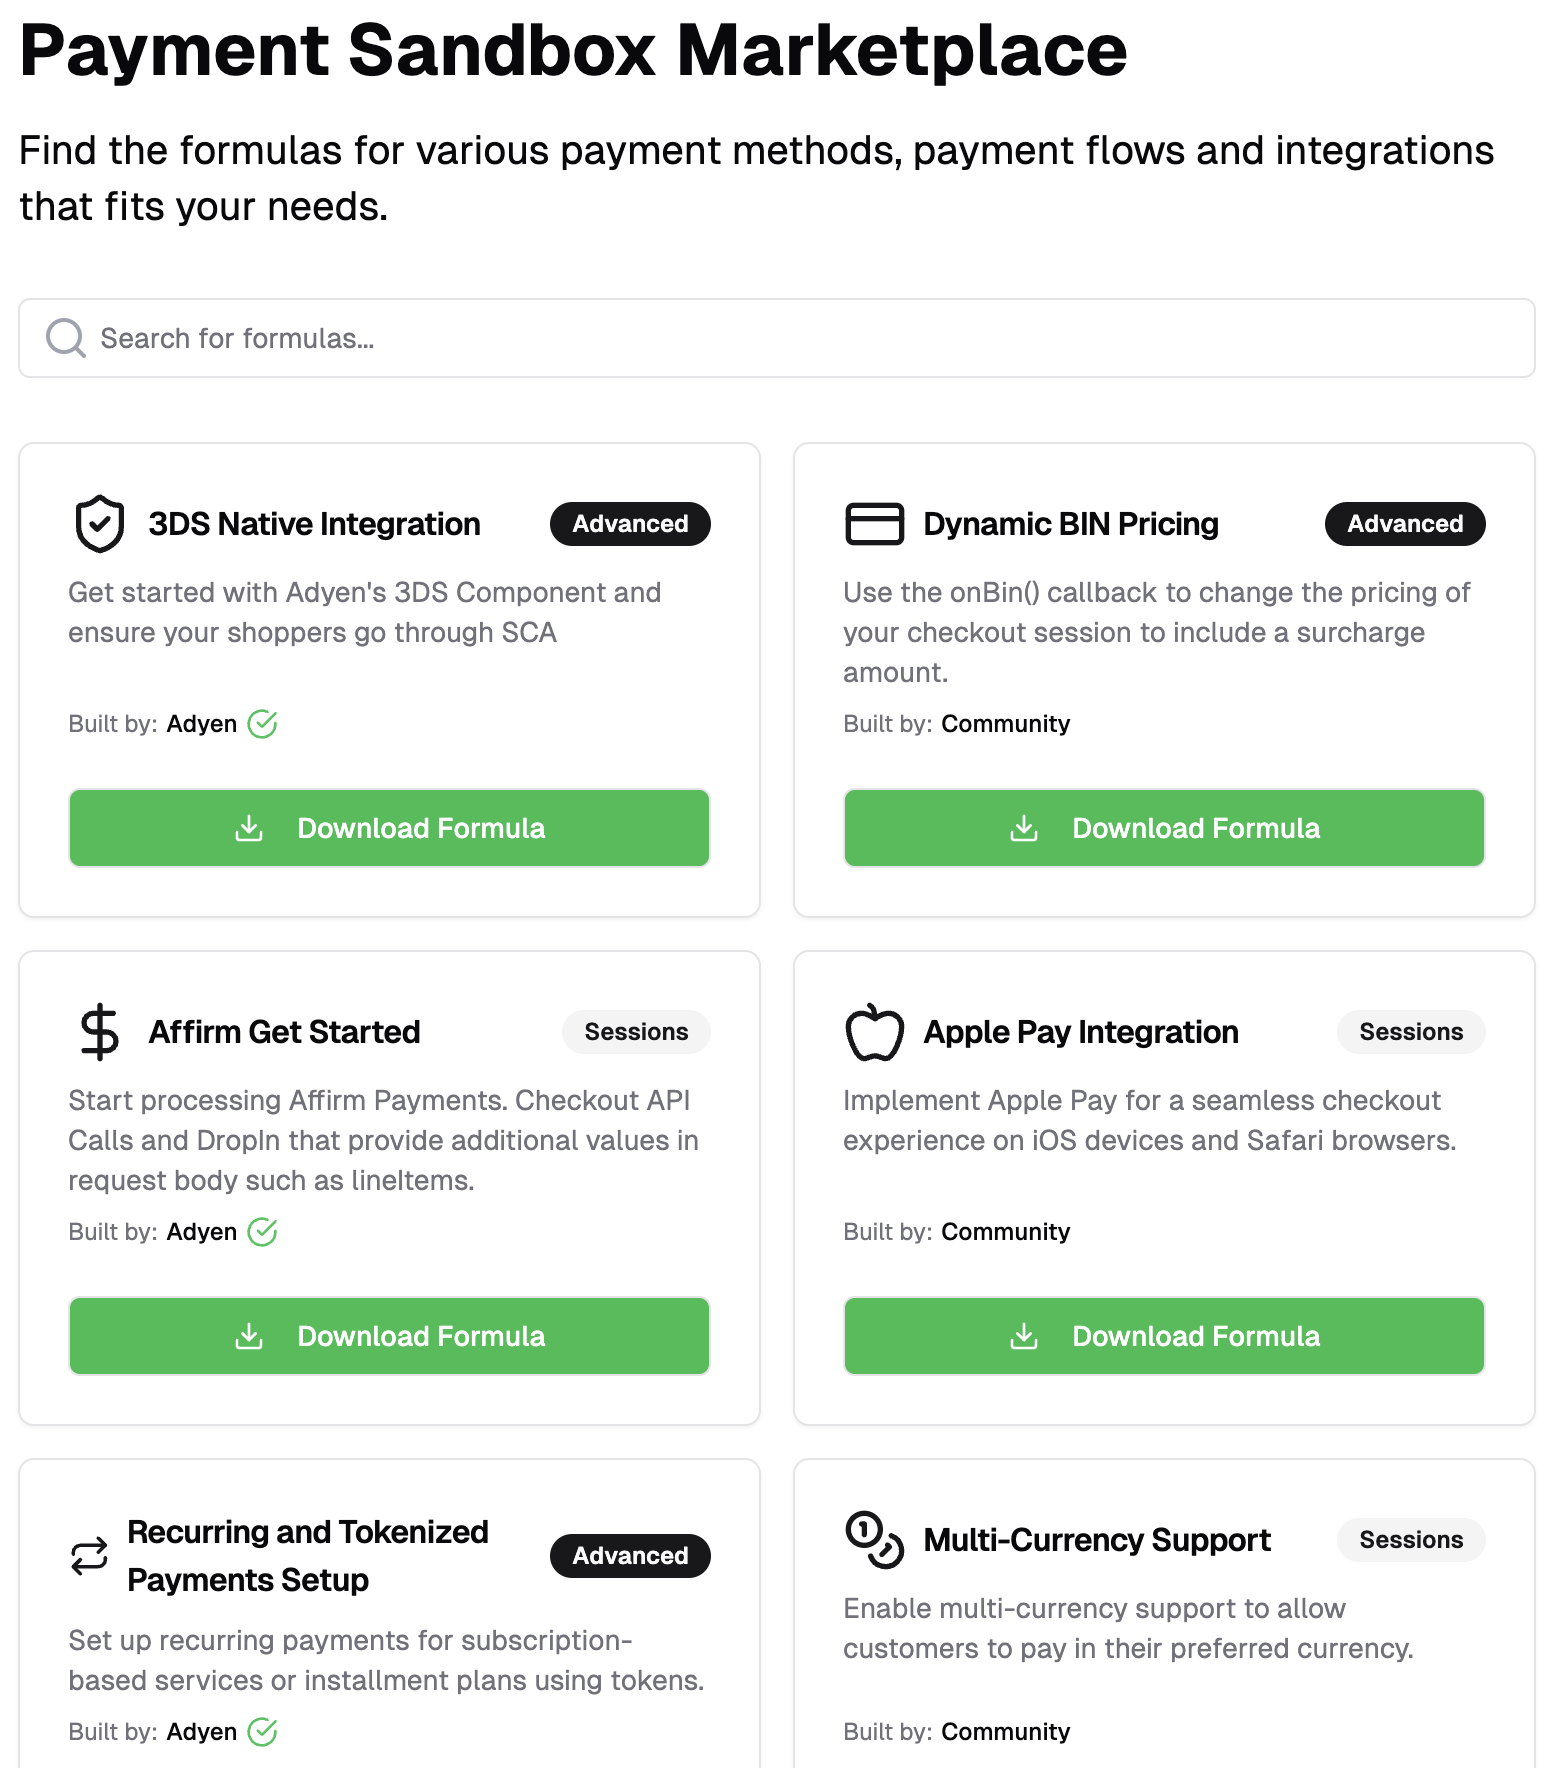 Payment Sandbox Marketplace
Find the formulas for various payment methods, payment flows and integrations
that fits your needs.
Search for formulas...
3DS Native Integration
Advanced
Get started with Adyen's 3DS Component and
ensure your shoppers go through SCA
Built by: Adyen
Download Formula
Dynamic BIN Pricing
Advanced
Use the onBin() callback to change the pricing of
your checkout session to include a surcharge
amount.
Built by: Community
Download Formula
Affirm Get Started
Sessions
Start processing Affirm Payments. Checkout API
Calls and DropIn that provide additional values in
request body such as lineItems.
Built by: Adyen
Download Formula
Apple Pay Integration
Sessions
Implement Apple Pay for a seamless checkout
experience on iOS devices and Safari browsers.
Built by: Community
Download Formula
Recurring and Tokenized
Payments Setup
Advanced
Set up recurring payments for subscription-
based services or installment plans using tokens.
Built by: Adyen
Multi-Currency Support
Sessions
Enable multi-currency support to allow
customers to pay in their preferred currency.
Built by: Community